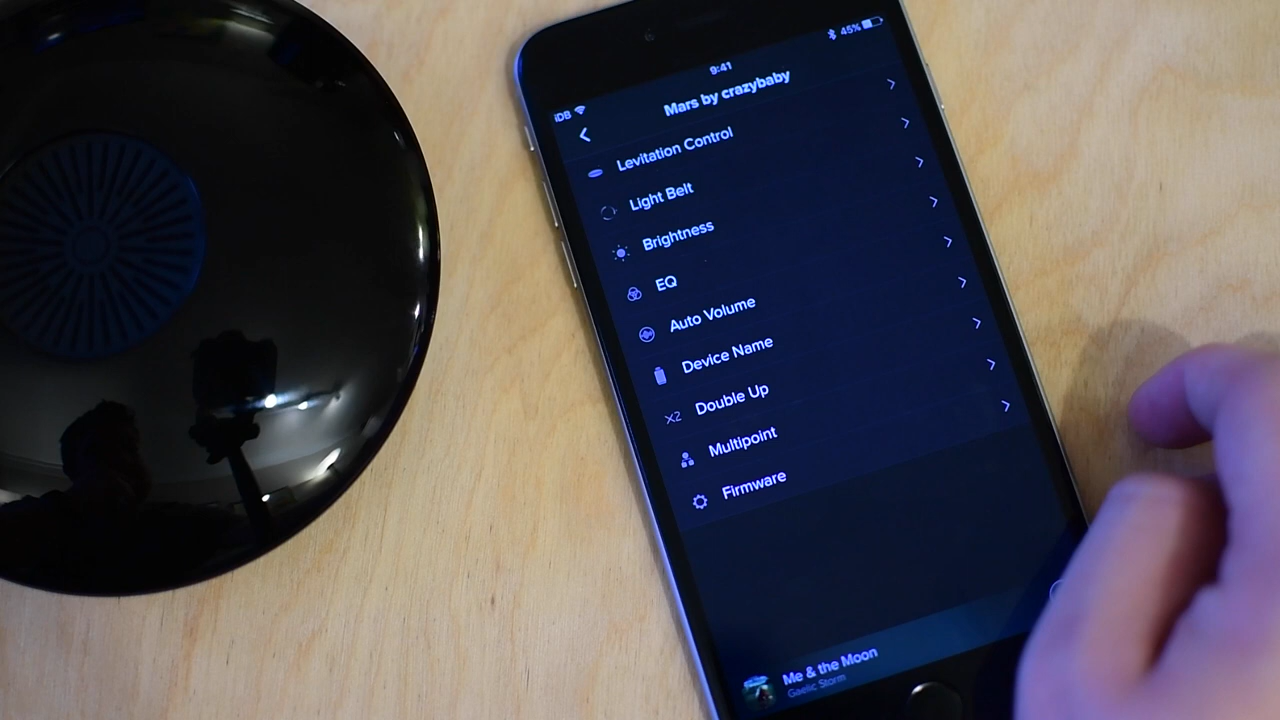 iDB
9:41
45%
Mars by crazybaby
Levitation Control
Light Belt
Brightness
EQ
Auto Volume
Device Name
X2 Double Up
Multipoint
Firmware
Me & the Moon
Gaelic Storm